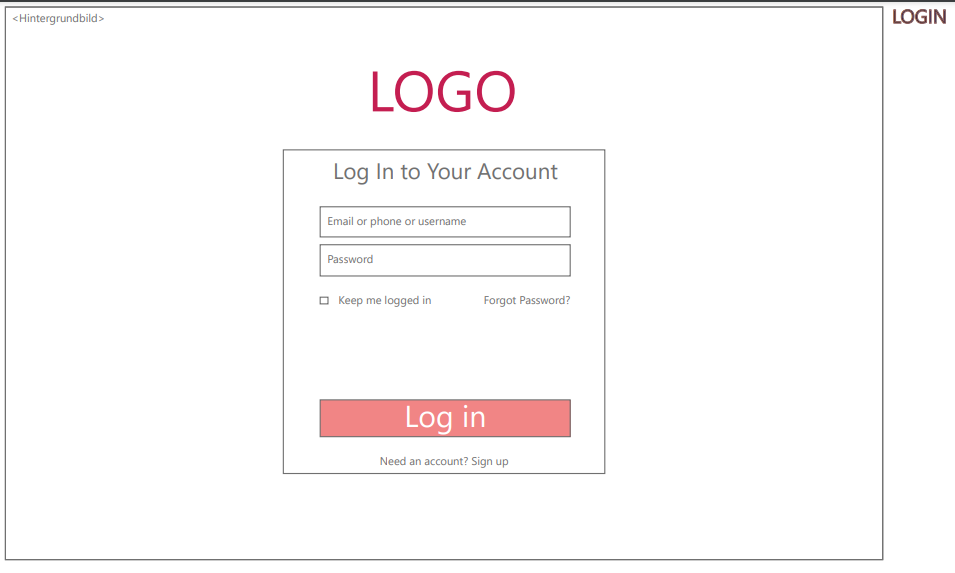 <Hintergrundbild>
LOGIN
LOGO
Log In to Your Account
Email or phone or username
Password
Keep me logged in
Forgot Password?
Log in
Need an account? Sign up